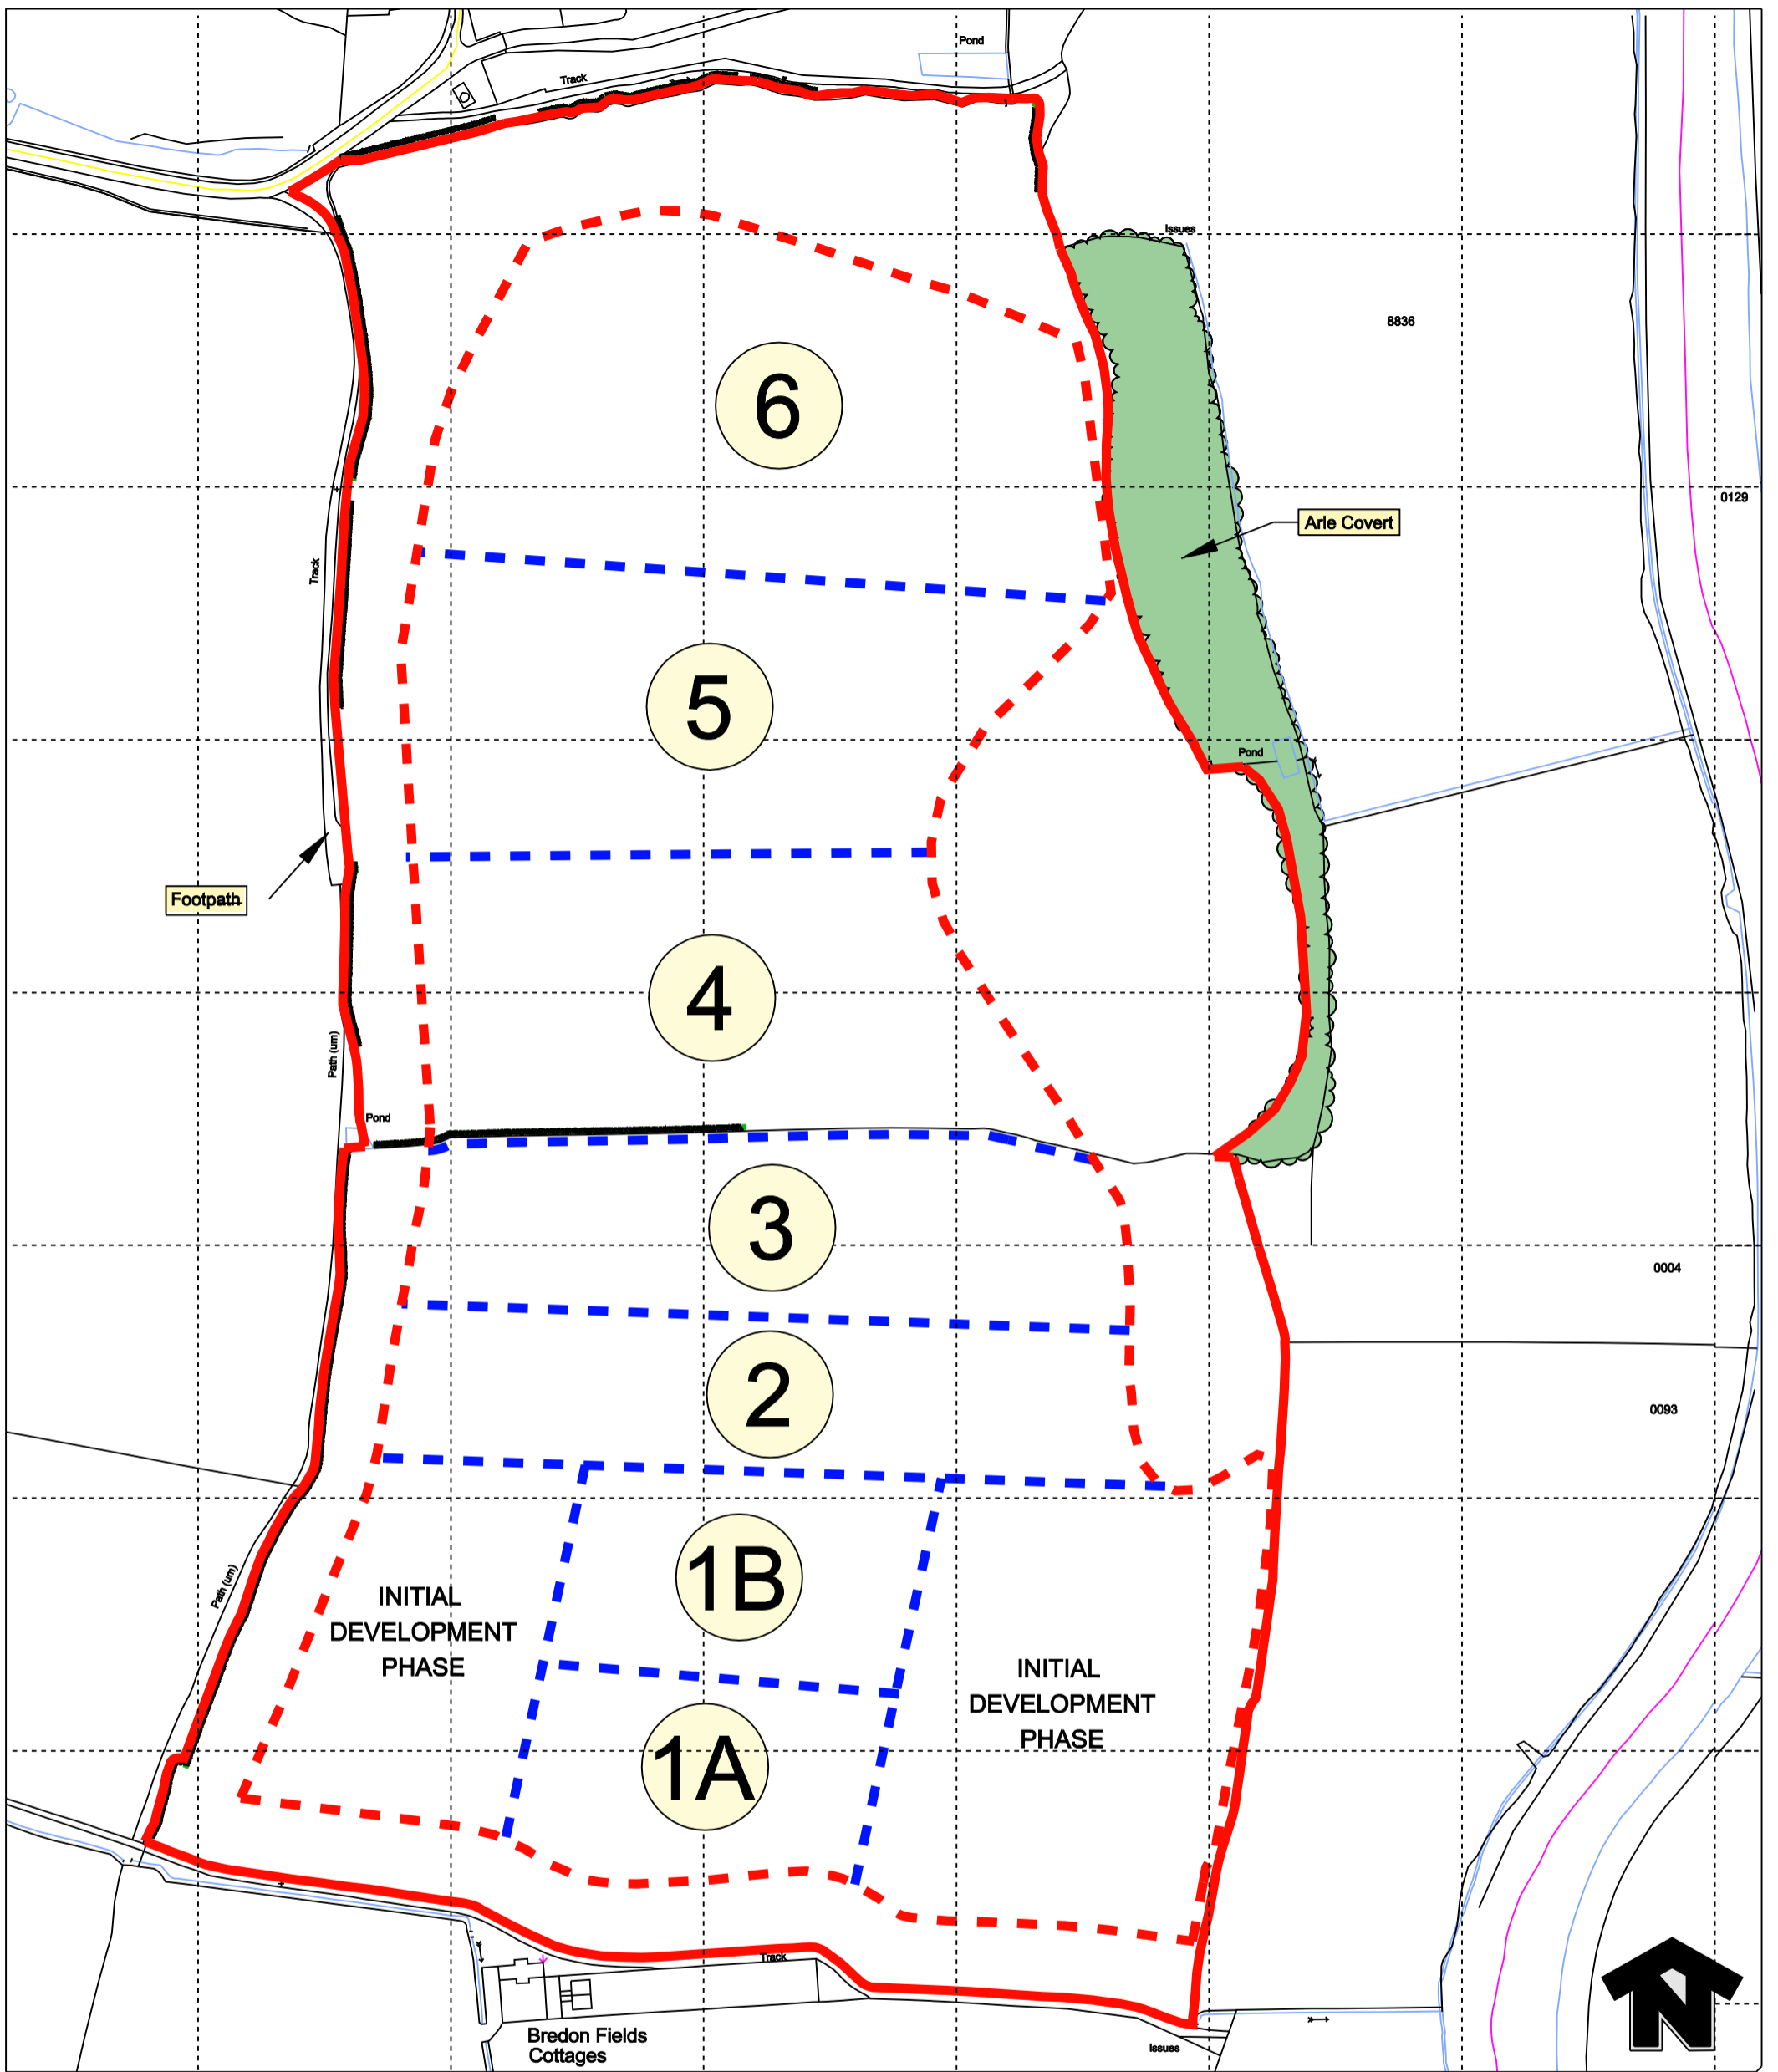 Pond
Track
Issues
8836
6
0129
Arle Covert
Track
5
Pond
Footpath
4
Path (um)
Pond
3
0004
2
0093
1B
Path (um)
INITIAL
DEVELOPMENT
PHASE
INITIAL
DEVELOPMENT
PHASE
1A
Track
N
Bredon Fields
Cottages
Issues